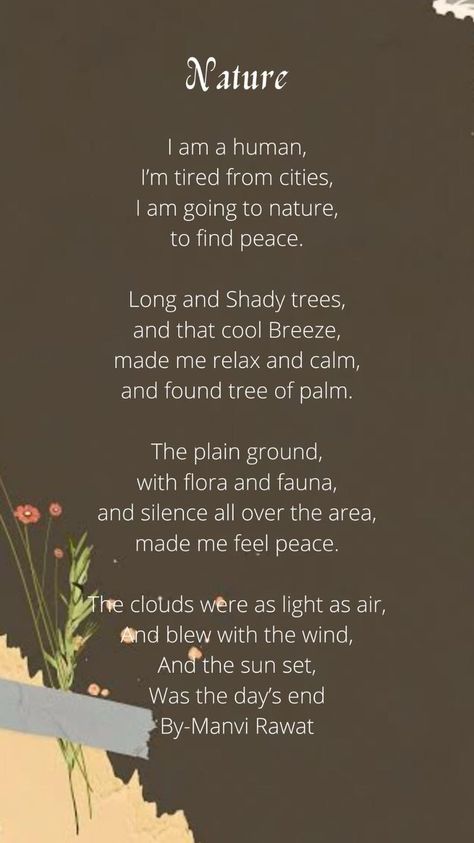 Nature
I am a human,
I’m tired from cities,
I am going to nature,
to find peace.
Long and Shady trees,
and that cool Breeze,
made me relax and calm,
and found tree of palm.
The plain ground,
with flora and fauna,
and silence all over the area,
made me feel peace.
The clouds were as light as air,
And blew with the wind,
And the sun set,
Was the day’s end
By-Manvi Rawat